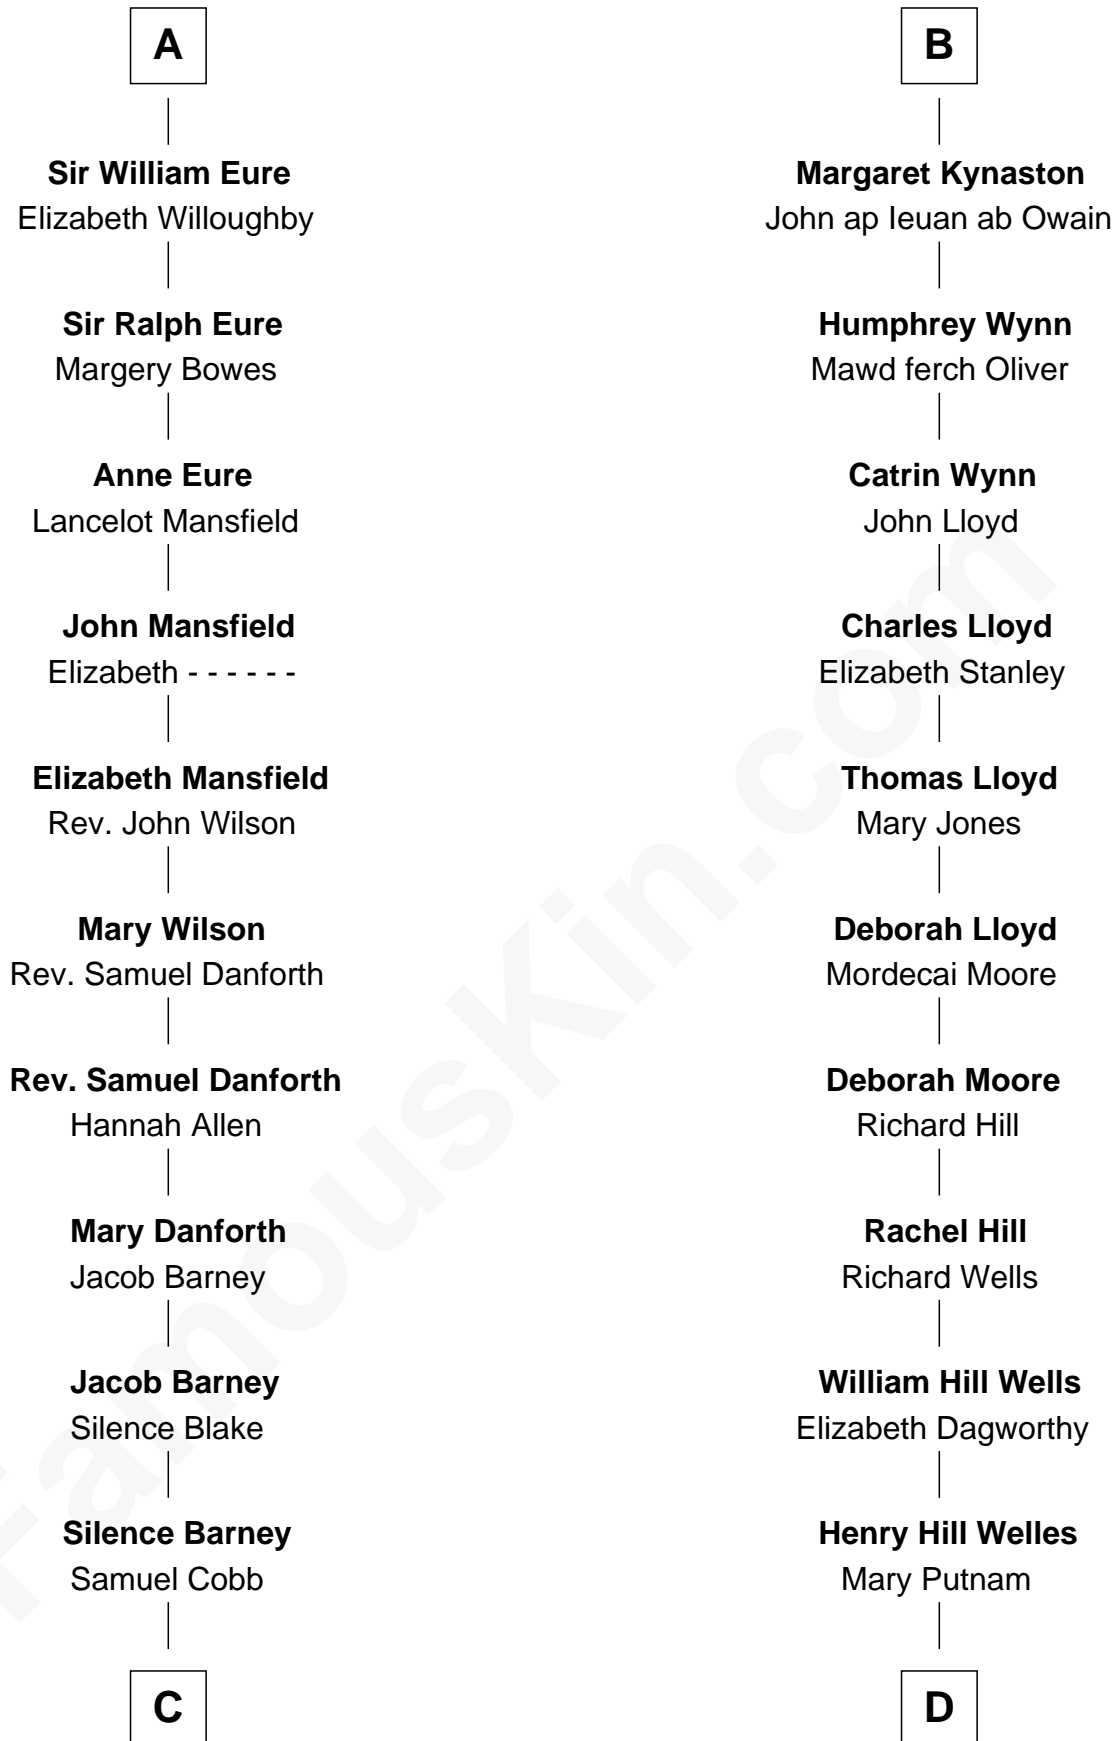 A
Sir William Eure
Elizabeth Willoughby
Sir Ralph Eure
Margery Bowes
Anne Eure
Lancelot Mansfield
John Mansfield
Elizabeth - - - - - -
Elizabeth Mansfield
Rev. John Wilson
Mary Wilson
Rev. Samuel Danforth
Rev. Samuel Danforth
Hannah Allen
Mary Danforth
Jacob Barney
Jacob Barney
Silence Blake
Silence Barney
Samuel Cobb
C
B
Margaret Kynaston
John ap Ieuan ab Owain
Humphrey Wynn
Mawd ferch Oliver
Catrin Wynn
John Lloyd
Charles Lloyd
Elizabeth Stanley
Thomas Lloyd
Mary Jones
Deborah Lloyd
Mordecai Moore
Deborah Moore
Richard Hill
Rachel Hill
Richard Wells
William Hill Wells
Elizabeth Dagworthy
Henry Hill Welles
Mary Putnam
D
FamousKin.com